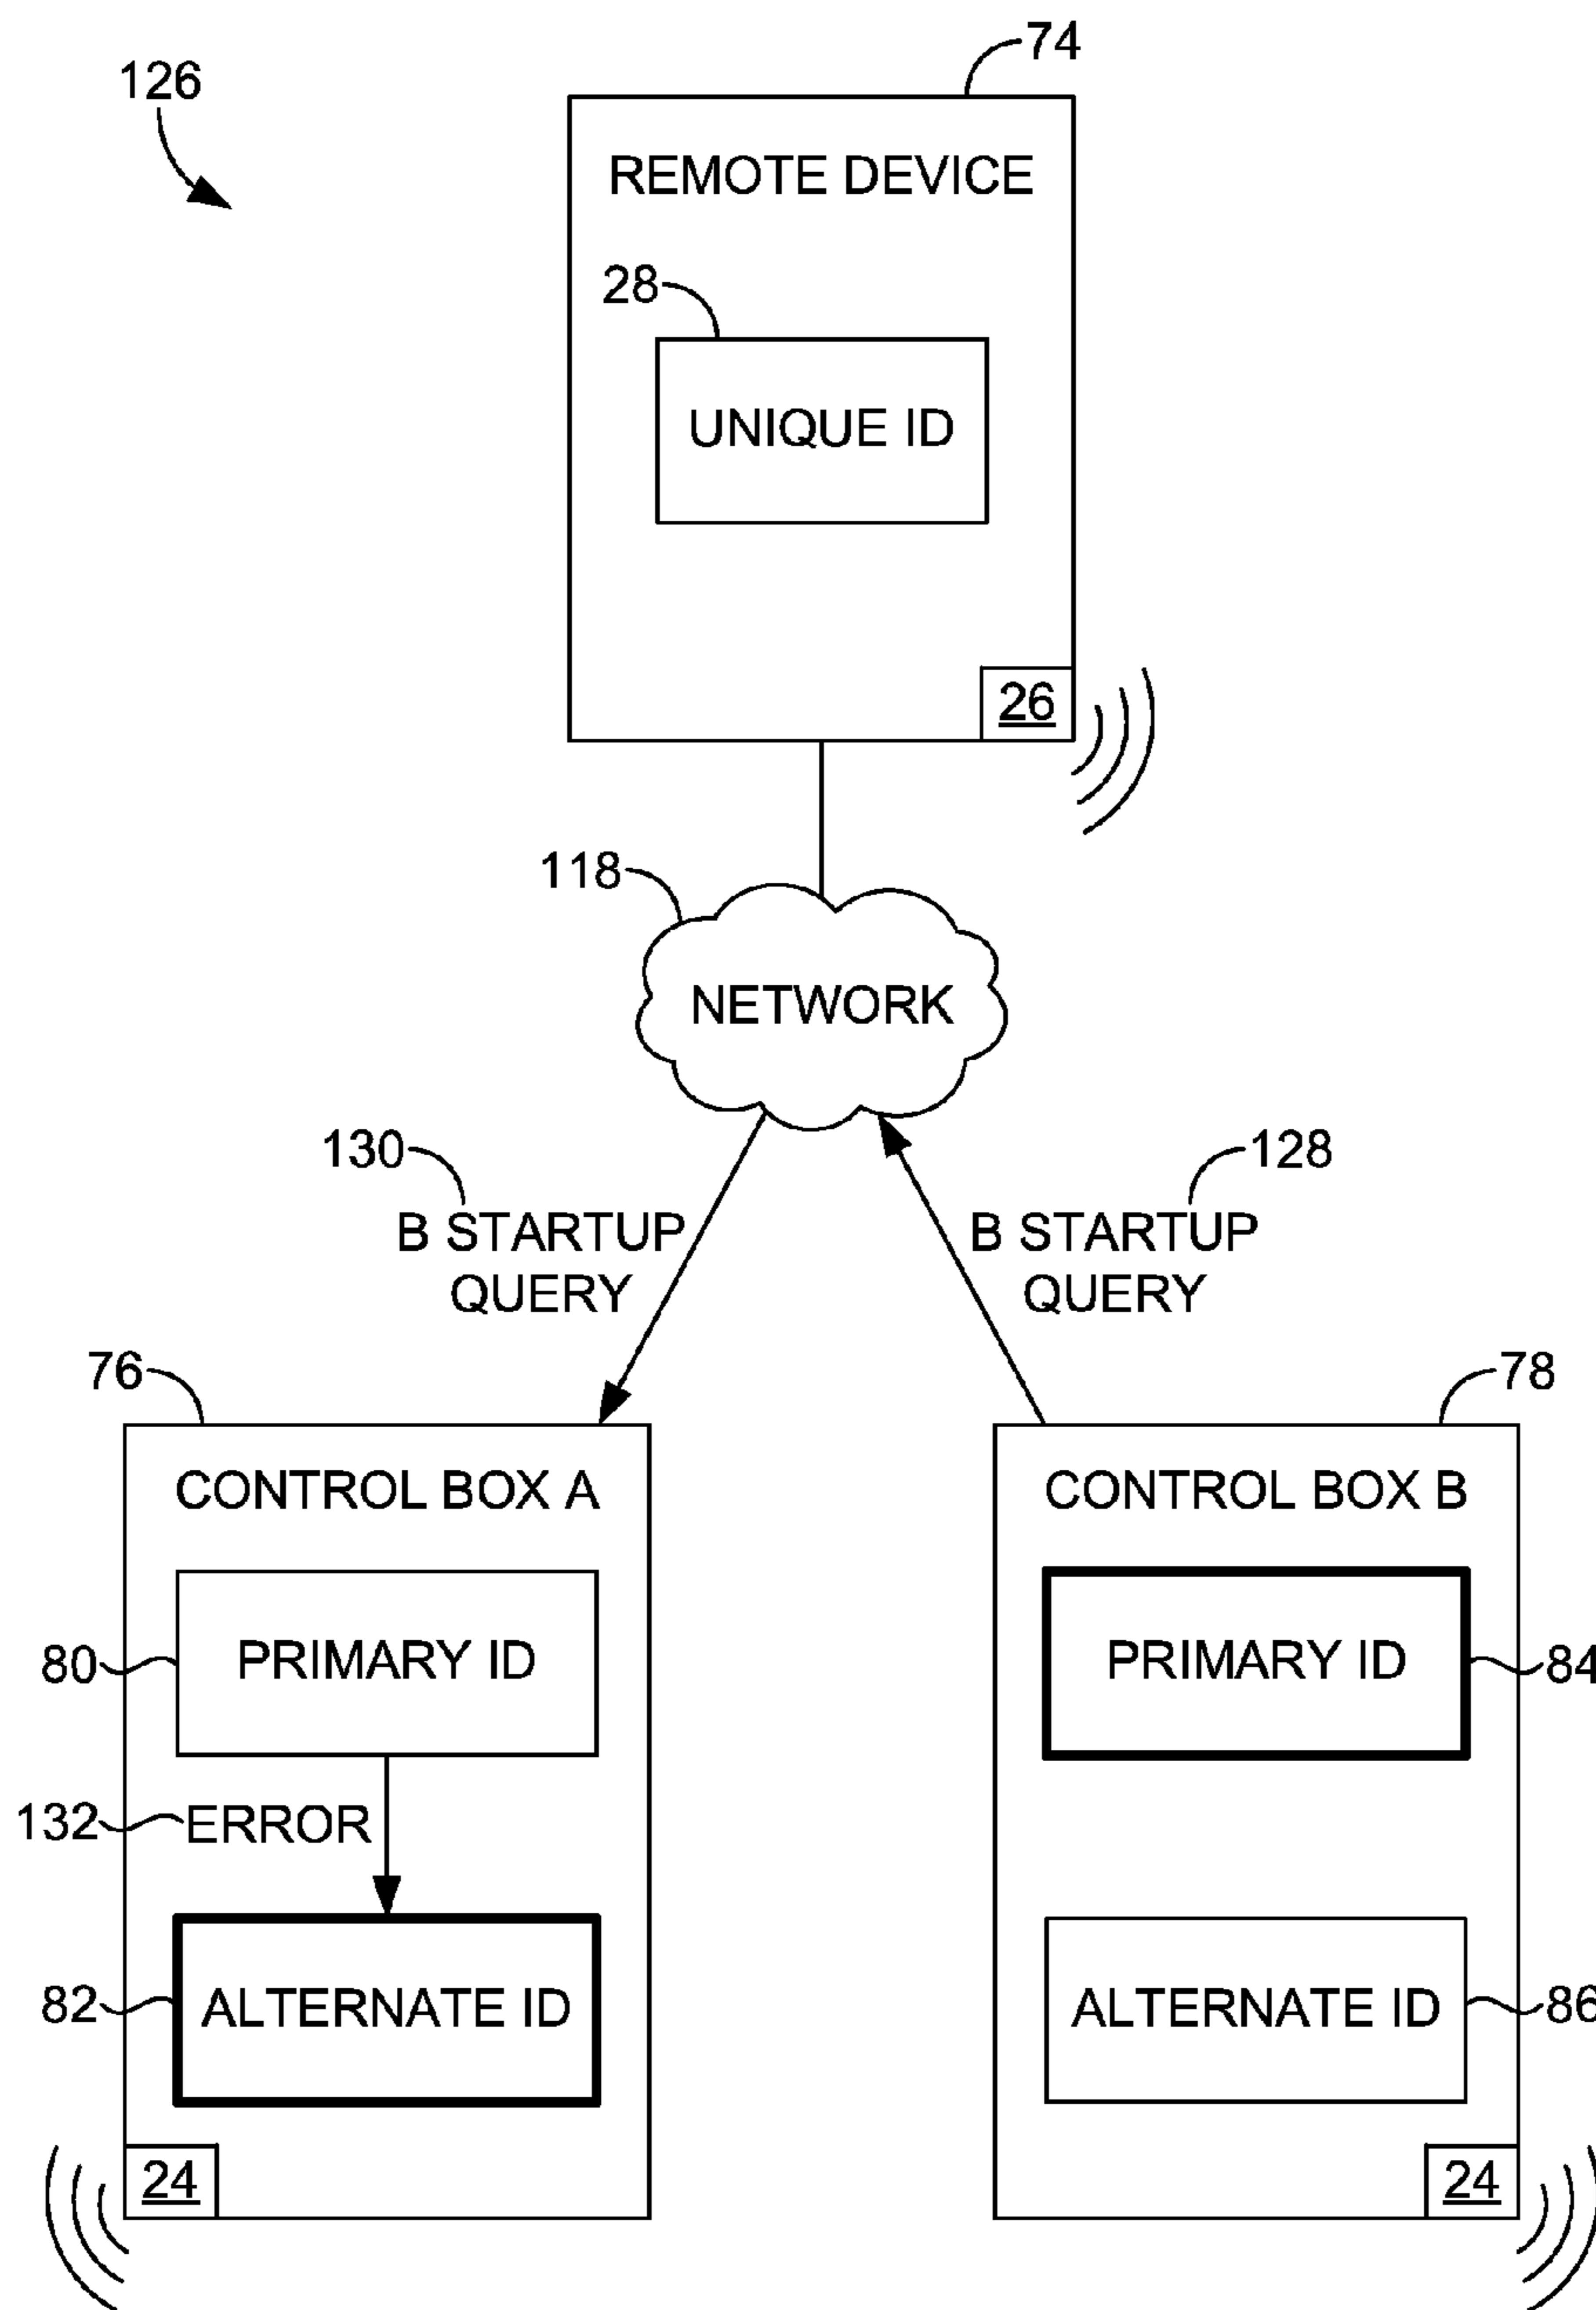 74
126
REMOTE DEVICE
28
UNIQUE ID
26
118
NETWORK
130
128
B STARTUP
QUERY
B STARTUP
QUERY
76
78
CONTROL BOX A
CONTROL BOX B
80
PRIMARY ID
PRIMARY ID
84
132
ERROR
82
ALTERNATE ID
ALTERNATE ID
86
24
24